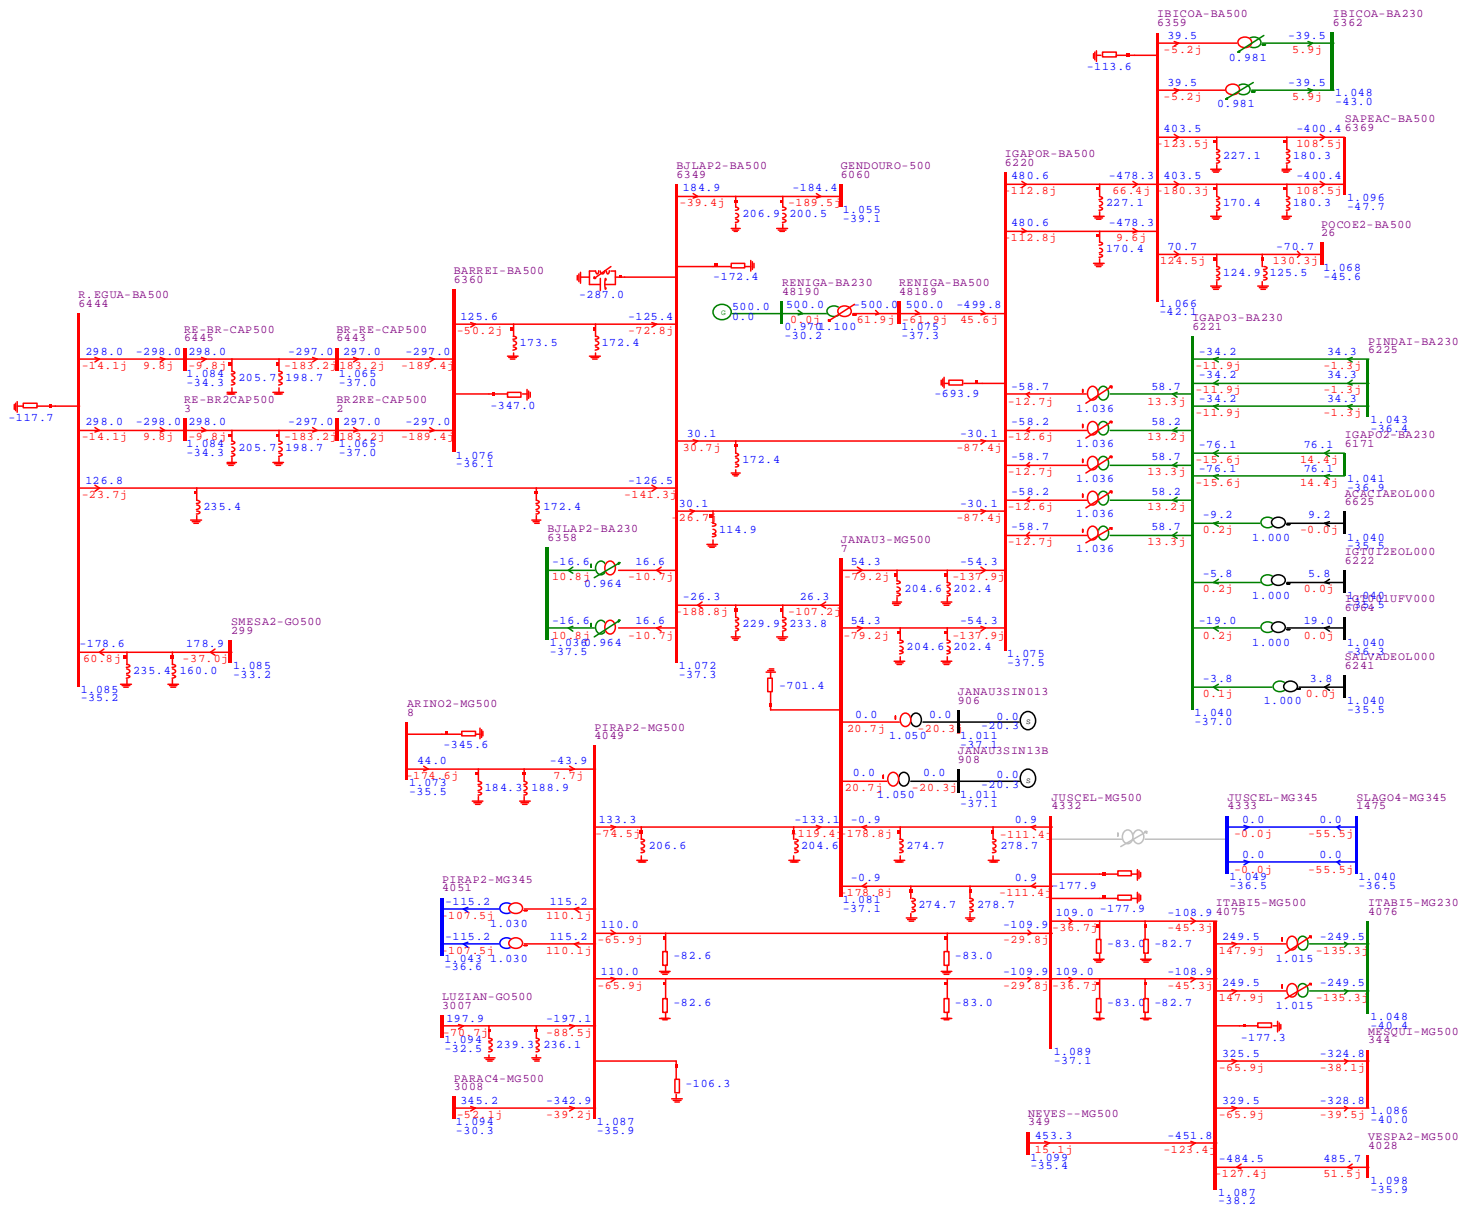 IBICOA-BA500
6359
IBICOA-BA230
6362
39.5
-39.5
-5.2j
5.9j
0.981
-113.6
39.5
-39.5
-5.2j
5.9j
0.981
1.048
-43.0
SAPEAC-BA500
6369
403.5
-400.4
-123.5j
108.5j
227.1
180.3
403.5
-400.4
-180.3j
108.5j
170.4
180.3
1.096
-47.7
POCOE2-BA500
26
70.7
-70.7
124.5j
130.3j
124.9
125.5
1.068
-45.6
1.066
-42.1
IGAPOR-BA500
6220
480.6
-478.3
-112.8j
66.4j
227.1
480.6
-478.3
-112.8j
9.6j
170.4
BJLAP2-BA500
6349
GENDOURO-500
6060
184.9
-184.4
-39.4j
-189.5j
206.9
200.5
1.055
-39.1
-172.4
-287.0
RENIGA-BA230
48190
RENIGA-BA500
48189
500.0
0.0
500.0
0.0j
-500.0
61.9j
500.0
-61.9j
-499.8
45.6j
0.970
-30.2
1.100
1.075
-37.3
BARREI-BA500
6360
125.6
-125.4
-50.2j
-72.8j
173.5
172.4
-347.0
1.076
-36.1
R.EGUA-BA500
6444
RE-BR-CAP500
6445
BR-RE-CAP500
6443
298.0
-298.0
298.0
-297.0
297.0
-297.0
-14.1j
9.8j
-9.8j
-183.2j
183.2j
-189.4j
1.084
-34.3
205.7
198.7
1.065
-37.0
RE-BR2CAP500
3
BR2RE-CAP500
2
-117.7
298.0
-298.0
298.0
-297.0
297.0
-297.0
-14.1j
9.8j
-9.8j
-183.2j
183.2j
-189.4j
1.084
-34.3
205.7
198.7
1.065
-37.0
126.8
-126.5
-23.7j
-141.3j
235.4
172.4
30.1
-30.1
30.7j
-87.4j
172.4
30.1
-30.1
26.7j
-87.4j
114.9
-693.9
IGAPO3-BA230
6221
PINDAI-BA230
6225
-34.2
34.3
-11.9j
-1.3j
-34.2
34.3
-11.9j
-1.3j
-34.2
34.3
-11.9j
-1.3j
1.043
-36.4
-58.7
58.7
-12.7j
13.3j
1.036
-58.2
58.2
-12.6j
13.2j
1.036
-58.7
58.7
-12.7j
13.3j
1.036
-58.2
58.2
-12.6j
13.2j
1.036
-58.7
58.7
-12.7j
13.3j
1.036
IGAPO2-BA230
6171
-76.1
76.1
-15.6j
14.4j
-76.1
76.1
-15.6j
14.4j
1.041
-36.9
ACACIAEOL000
6625
-9.2
9.2
0.2j
-0.0j
1.000
1.040
-35.5
IGT012EOL000
6222
-5.8
5.8
0.2j
0.0j
1.000
-19.0
19.0
0.2j
0.0j
1.000
1.040
-36.3
SALVADEOL000
6241
-3.8
3.8
0.1j
0.0j
1.000
1.040
-35.5
1.040
-37.0
BJLAP2-BA230
6358
-16.6
16.6
10.8j
-10.7j
0.964
-16.6
16.6
10.8j
-10.7j
0.964
1.036
-37.5
JANAU3-MG500
7
54.3
-54.3
-79.2j
-137.9j
204.6
202.4
54.3
-54.3
-79.2j
-137.9j
204.6
202.4
1.075
-37.5
-26.3
26.3
-188.8j
-107.2j
229.9
233.8
1.072
-37.3
SMESA2-GO500
299
-178.6
178.9
60.8j
-37.0j
235.4
160.0
1.085
-33.2
1.085
-35.2
-701.4
JANAU3SIN013
906
0.0
0.0
0.0
20.7j
-20.3j
-20.3
1.050
1.011
-37.1
JANAU3SIN13B
908
0.0
0.0
0.0
20.7j
-20.3j
-20.3
1.050
1.011
-37.1
ARINO2-MG500
8
-345.6
44.0
-43.9
-174.6j
7.7j
1.073
-35.5
184.3
188.9
PIRAP2-MG500
4049
133.3
-133.1
-74.5j
-119.4j
206.6
204.6
JUSCEL-MG500
4332
-0.9
0.9
-178.8j
-111.4j
274.7
278.7
-0.9
0.9
-178.8j
-111.4j
274.7
278.7
1.081
-37.1
JUSCEL-MG345
4333
SLAGO4-MG345
1475
0.0
0.0
-0.0j
-55.5j
0.0
0.0
-0.0j
-55.5j
1.049
-36.5
1.040
-36.5
-177.9
-177.9
PIRAP2-MG345
4051
-115.2
115.2
-107.5j
110.1j
1.030
-115.2
115.2
-107.5j
110.1j
1.030
1.043
-36.6
110.0
-109.9
-65.9j
-29.8j
-82.6
-83.0
110.0
-109.9
-65.9j
-29.8j
-82.6
-83.0
109.0
-108.9
-36.7j
-45.3j
-83.0
-82.7
109.0
-108.9
-36.7j
-45.3j
-83.0
-82.7
1.089
-37.1
ITABI5-MG500
4075
ITABI5-MG230
4076
249.5
-249.5
147.9j
-135.3j
1.015
249.5
-249.5
147.9j
-135.3j
1.015
1.048
-40.4
-177.3
MESQUI-MG500
344
325.5
-324.8
-65.9j
-38.1j
329.5
-328.8
-65.9j
-39.5j
1.086
-40.0
LUZIAN-GO500
3007
197.9
-197.1
-70.7j
-88.5j
1.094
-32.5
239.3
236.1
-106.3
PARAC4-MG500
3008
345.2
-342.9
-52.1j
-39.2j
1.094
-30.3
1.087
-35.9
NEVES--MG500
349
453.3
-451.8
15.1j
-123.4j
1.099
-35.4
VESPA2-MG500
4028
-484.5
485.7
-127.4j
51.5j
1.098
-35.9
1.087
-38.2